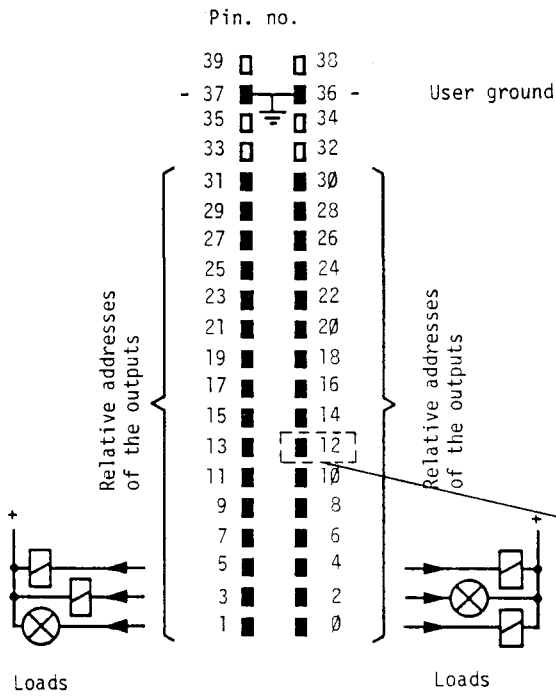 Pin. no.
39 38
- 37 36 - User ground
35 34
33 32
31 3Ø
29 28
27 26
25 24
23 22
21 2Ø
19 18
17 16
15 14
13 12
11 1Ø
9 8
7 6
5 4
3 2
1 Ø
Relative addresses
of the outputs
Relative addresses
of the outputs
+
+
Loads
Loads